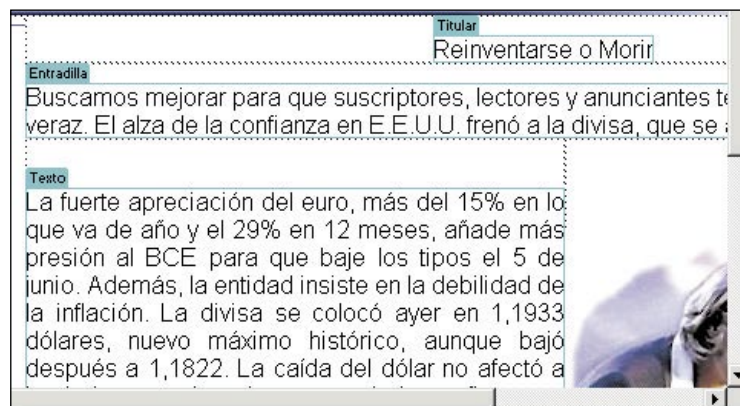 Titular
Reinventarse o Morir
Entradilla
Buscamos mejorar para que suscriptores, lectores y anunciantes
veraz. El alza de la confianza en E.E.U.U. frenó a la divisa, que se
Texto
La fuerte apreciación del euro, más del 15% en lo
que va de año y el 29% en 12 meses, añade más
presión al BCE para que baje los tipos el 5 de
junio. Además, la entidad insiste en la debilidad de
la inflación. La divisa se colocó ayer en 1,1933
dólares, nuevo máximo histórico, aunque bajó
después a 1,1822. La caída del dólar no afectó a